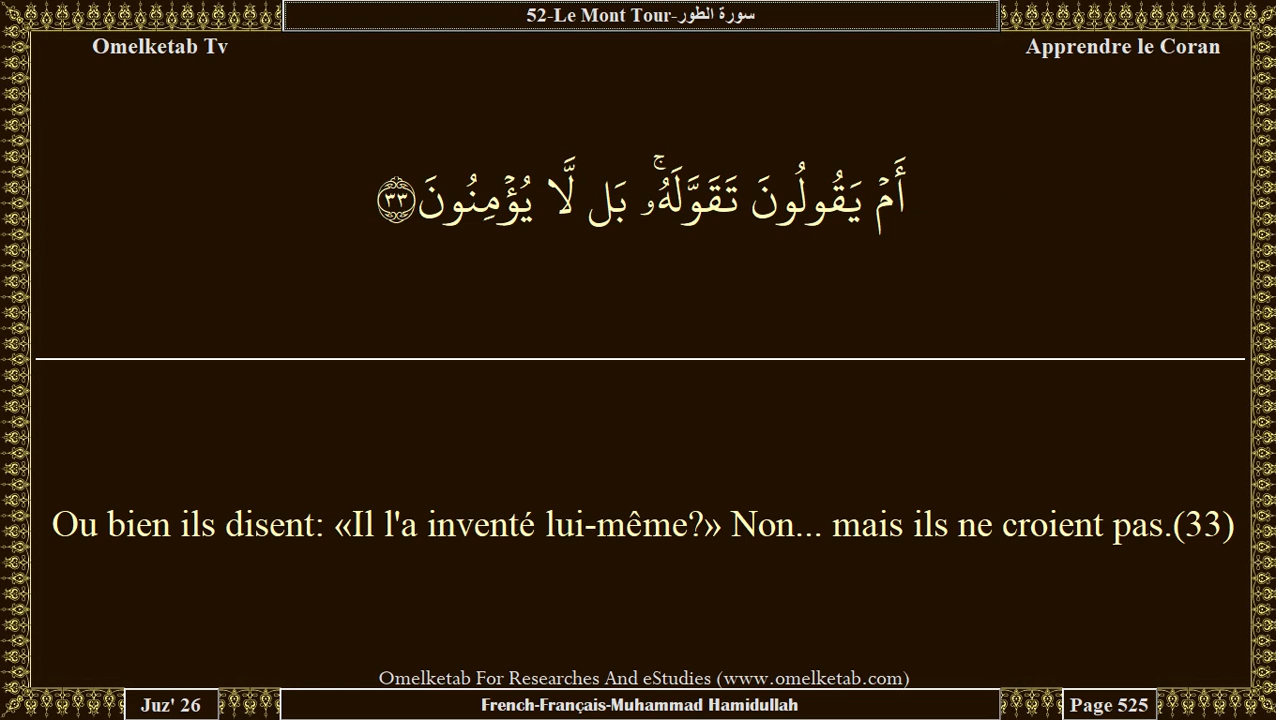 52-Le Mont Tour-سورة الطور
Omelketab Tv
Apprendre le Coran
أَمۡ يَقُولُونَ تَقَوَّلَهُۥۚ بَل لَّا يُؤۡمِنُونَ ٣٣
Ou bien ils disent: «Il l'a inventé lui-même?» Non... mais ils ne croient pas.(33)
Omelketab For Researches And eStudies (www.omelketab.com)
Juz' 26
French-Français-Muhammad Hamidullah
Page 525